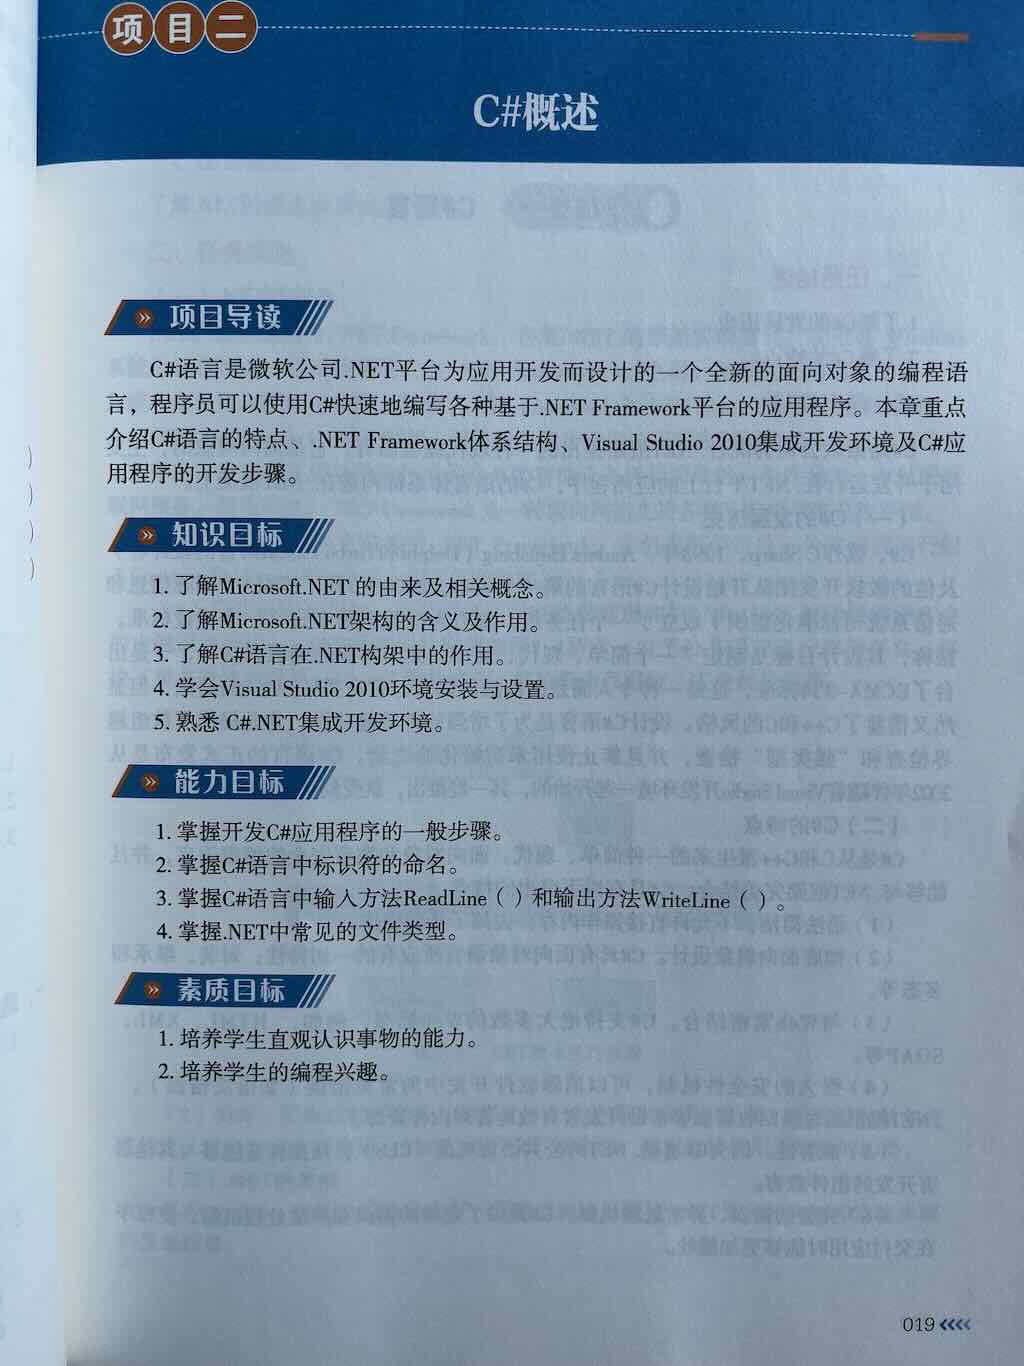 项目二
C#概述
项目导读
C#语言是微软公司.NET平台为应用开发而设计的一个全新的面向对象的编程语
言，程序员可以使用C#快速地编写各种基于.NET Framework平台的应用程序。本章重点
介绍C#语言的特点、.NET Framework体系结构、Visual Studio 2010集成开发环境及C#应
用程序的开发步骤。
知识目标
1. 了解Microsoft.NET 的由来及相关概念。
2. 了解Microsoft.NET架构的含义及作用。
3. 了解C#语言在.NET构架中的作用。
4. 学会Visual Studio 2010环境安装与设置。
5. 熟悉 C#.NET集成开发环境。
能力目标
1. 掌握开发C#应用程序的一般步骤。
2. 掌握C#语言中标识符的命名。
3. 掌握C#语言中输入方法ReadLine（）和输出方法WriteLine（）。
4. 掌握.NET中常见的文件类型。
素质目标
1. 培养学生直观认识事物的能力。
2. 培养学生的编程兴趣。
019